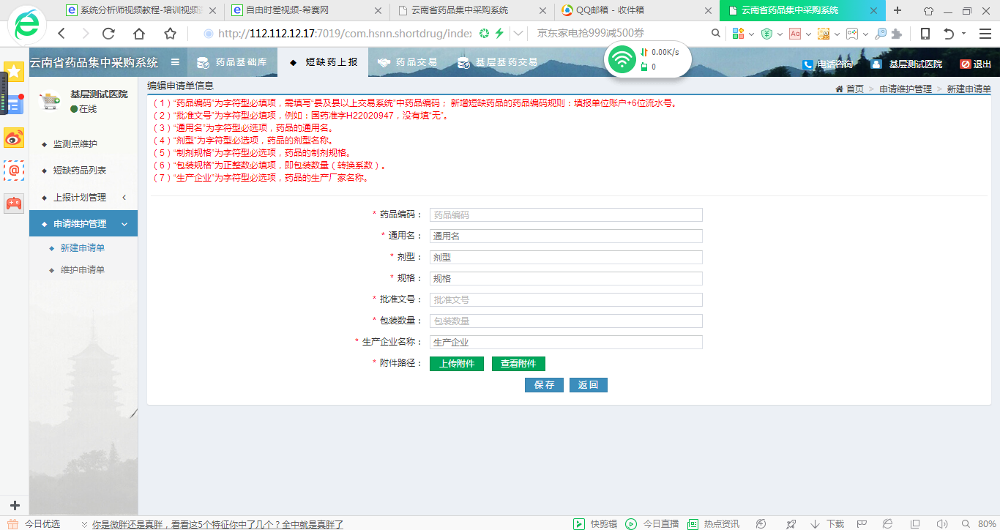 系统分析师视频教程-培训视频
自由时差视频-希赛网
云南省药品集中采购系统
QQ邮箱 - 收件箱
云南省药品集中采购系统
http://112.112.12.17:7019/com.hsnn.shortdrug/index
京东家电抢999减500券
云南省药品集中采购系统
药品基础库
短缺药上报
药品交易
基层基药交易
0.00K/s
0
电话咨询
基层测试医院
退出
基层测试医院
在线
监测点维护
短缺药品列表
上报计划管理
申请维护管理
新建申请单
维护申请单
编辑申请单信息
首页 > 申请维护管理 > 新建申请单
（1）“药品编码”为字符型必填项，需填写“县及县以上交易系统”中药品编码； 新增短缺药品的药品编码规则：填报单位账户+6位流水号。
（2）“批准文号”为字符型必填项，例如：国药准字H22020947，没有填“无”。
（3）“通用名”为字符型必选项，药品的通用名。
（4）“剂型”为字符型必选项，药品的剂型名称。
（5）“制剂规格”为字符型必选项，药品的制剂规格。
（6）“包装规格”为正整数必填项，即包装数量（转换系数）。
（7）“生产企业”为字符型必选项，药品的生产厂家名称。
* 药品编码： 药品编码
* 通用名： 通用名
* 剂型： 剂型
* 规格： 规格
* 批准文号： 批准文号
* 包装数量： 包装数量
* 生产企业名称： 生产企业
* 附件路径： 上传附件 查看附件
保 存 返 回
今日优选
你是微胖还是真胖，看看这5个特征你中了几个？全中就是真胖了
快剪辑
今日直播
热点资讯
下载
80%